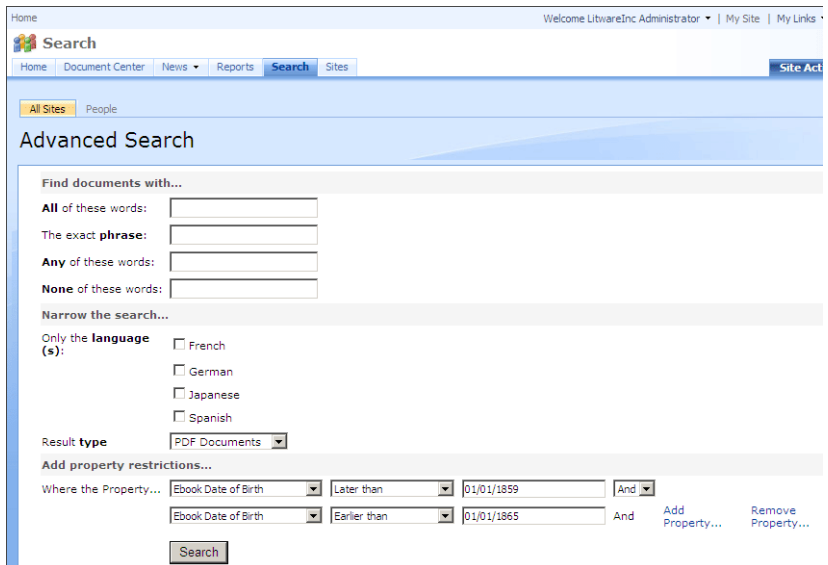 Home Welcome LitwareInc Administrator | My Site | My Links
Search
Home Document Center News Reports Search Sites Site Act
All Sites People
Advanced Search
Find documents with...
All of these words:
The exact phrase:
Any of these words:
None of these words:
Narrow the search...
Only the language
(s):
French
German
Japanese
Spanish
Result type PDF Documents
Add property restrictions...
Where the Property... Ebook Date of Birth Later than 01/01/1859 And
Ebook Date of Birth Earlier than 01/01/1865 And Add Property... Remove Property...
Search